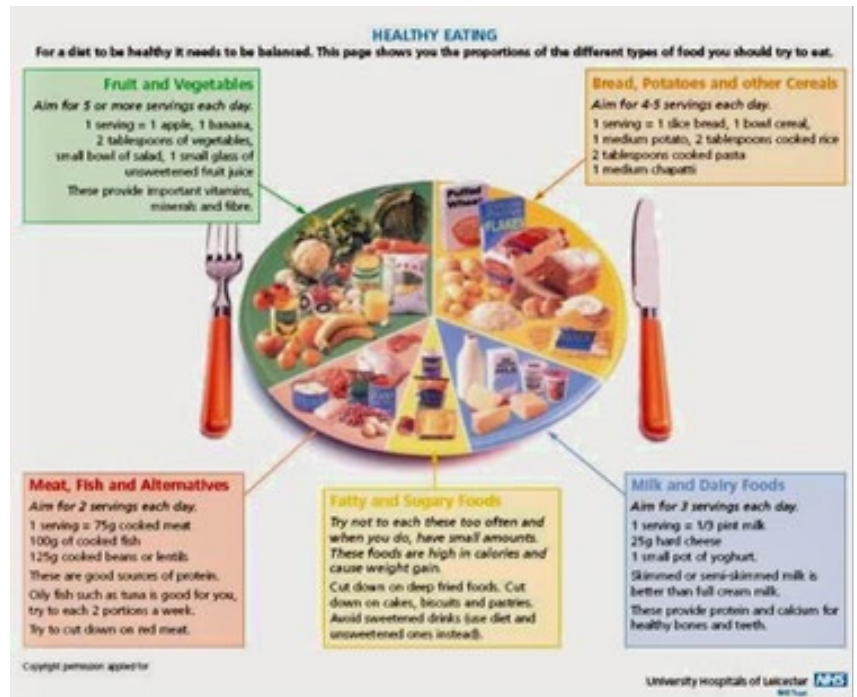 HEALTHY EATING
For a diet to be healthy it needs to be balanced. This page shows you the proportions of the different types of food you should try to eat.
Fruit and Vegetables
Aim for 5 or more servings each day.
1 serving = 1 apple, 1 banana,
2 tablespoons of vegetables,
small bowl of salad, 1 small glass of
unsweetened fruit juice
These provide important vitamins,
minerals and fibre.
Bread, Potatoes and other Cereals
Aim for 4-5 servings each day.
1 serving = 1 slice bread, 1 bowl cereal,
1 medium potato, 2 tablespoons cooked rice
2 tablespoons cooked pasta
1 medium chapatti
Puffed
Wheat
FLAKES
MILK
Meat, Fish and Alternatives
Aim for 2 servings each day.
1 serving = 75g cooked meat
100g of cooked fish
125g cooked beans or lentils
These are good sources of protein.
Oily fish such as tuna is good for you,
try to each 2 portions a week.
Try to cut down on red meat.
Fatty and Sugary Foods
Try not to each these too often and
when you do, have small amounts.
These foods are high in calories and
cause weight gain.
Cut down on deep fried foods. Cut
down on cakes, biscuits and pastries.
Avoid sweetened drinks (use diet and
unsweetened ones instead).
Milk and Dairy Foods
Aim for 3 servings each day.
1 serving = 1/3 pint milk
25g hard cheese
1 small pot of yoghurt.
Skimmed or semi-skimmed milk is
better than full cream milk.
These provide protein and calcium for
healthy bones and teeth.
Copyright permission applied for
University Hospitals of Leicester NHS
NHS Trust